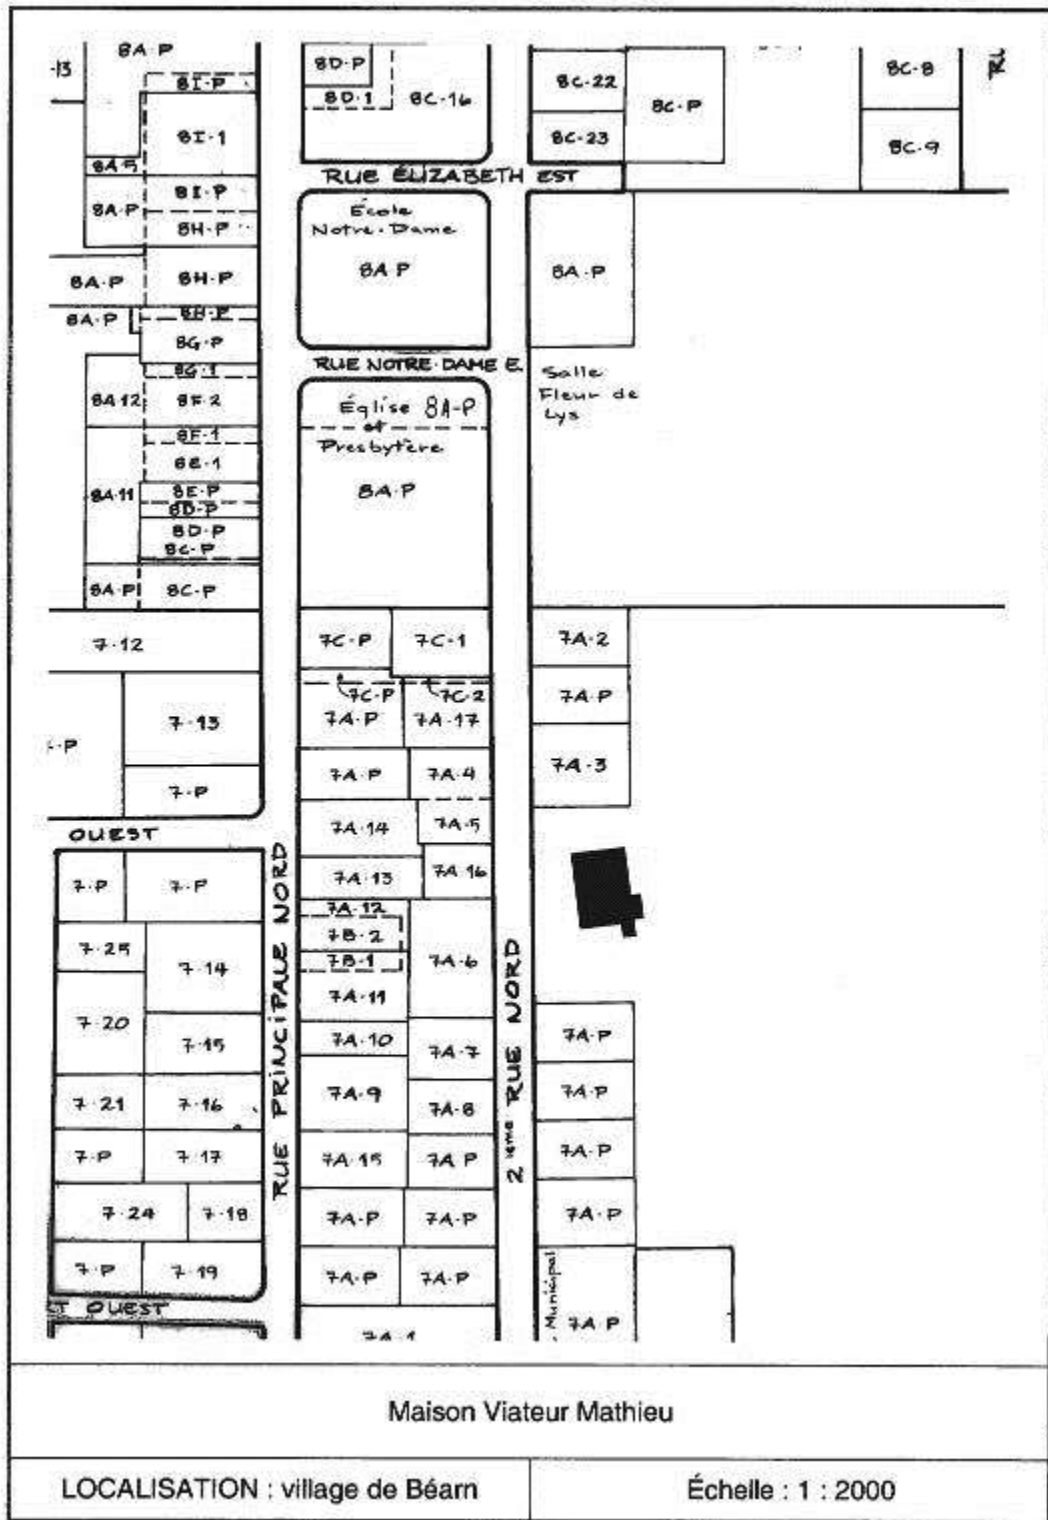 8A-P
-13
8I-P
8I-1
8A-5
8I-P
8A-P
8H-P
8A-P
8H-P
8H-P
8A-P
8G-P
8G-1
8A-12
8F-2
8F-1
8E-1
8A-11
8E-P
8D-P
8D-P
8C-P
8A-P
8C-P
7-12
7-13
7-P
OUEST
7-P
7-P
7-25
7-14
7-20
7-15
7-21
7-16
7-P
7-17
7-24
7-18
7-P
7-19
OUEST
RUE PRINCIPALE NORD
8D-P
8D-1
8C-16
8C-22
8C-P
8C-23
8C-8
8C-9
RUE ÉLIZABETH EST
École
Notre-Dame
8A P
8A-P
RUE NOTRE-DAME E.
Salle
Fleur de
Lys
Église 8A-P
et
Presbytère
8A-P
7C-P
7C-1
7C-P
7C-2
7A-P
7A-17
7A-P
7A-4
7A-14
7A-5
7A-13
7A-16
7A-12
7B-2
7B-1
7A-6
7A-11
7A-10
7A-7
7A-9
7A-8
7A-15
7A P
7A-P
7A-P
7A-P
7A-P
7A-1
2ième RUE NORD
7A-2
7A-P
7A-3
7A-P
7A-P
7A-P
7A-P
Municipal
7A P
Maison Viateur Mathieu
LOCALISATION : village de Béarn
Échelle : 1 : 2000